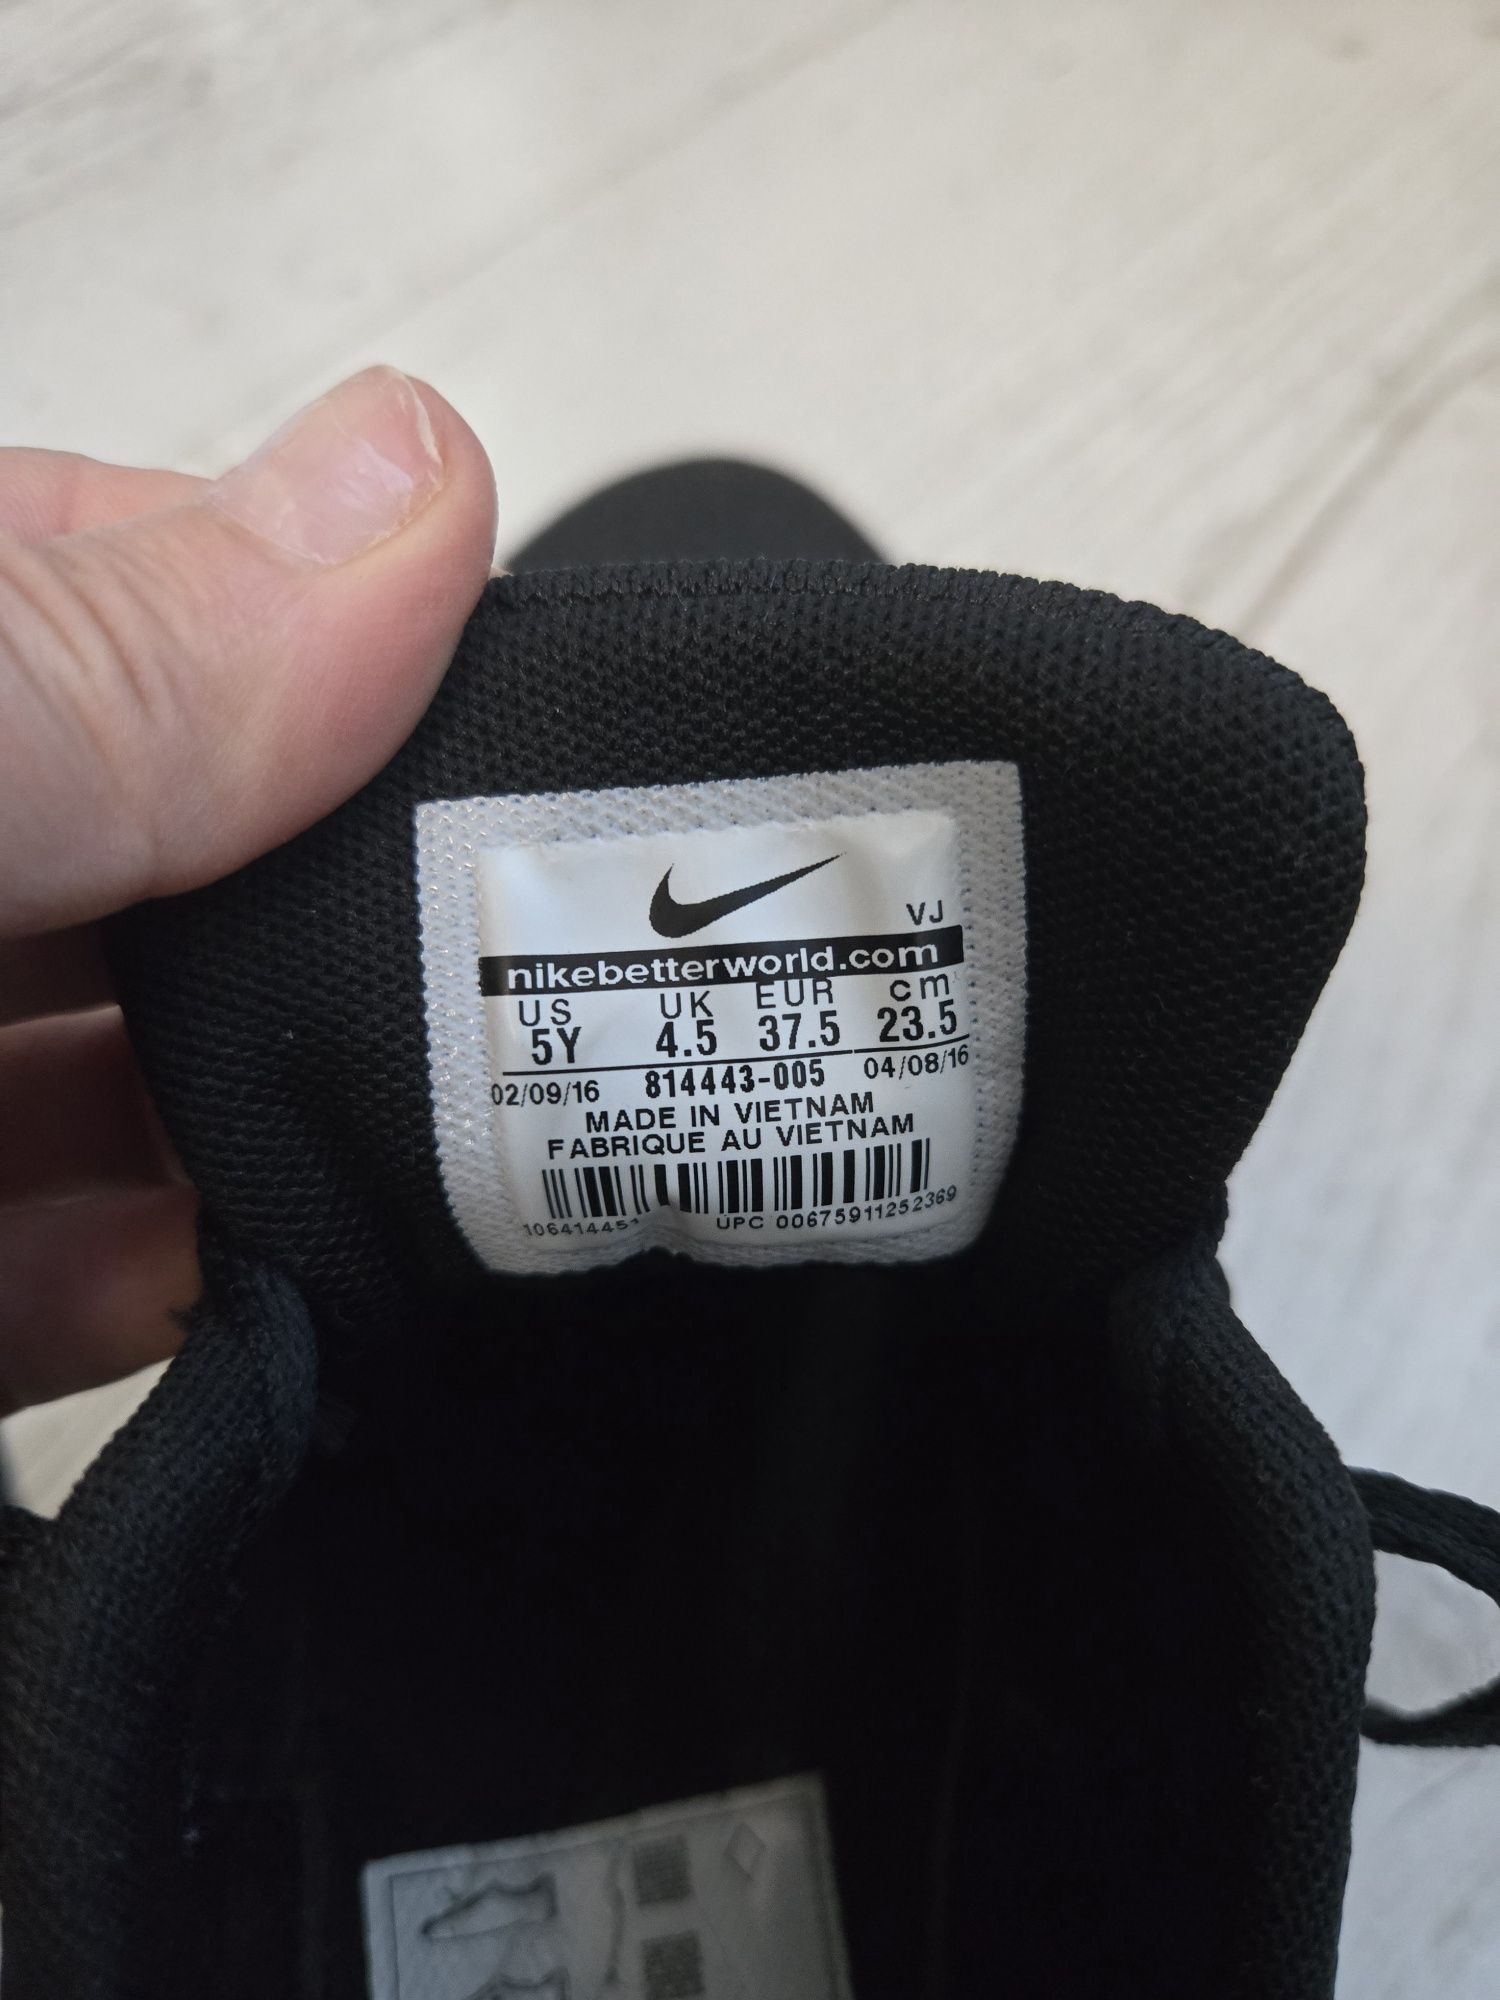 VJ
nikebetterworld.com
US UK EUR cm
5Y 4.5 37.5 23.5
02/09/16 814443-005 04/08/16
MADE IN VIETNAM
FABRIQUE AU VIETNAM
UPC 00675911252369